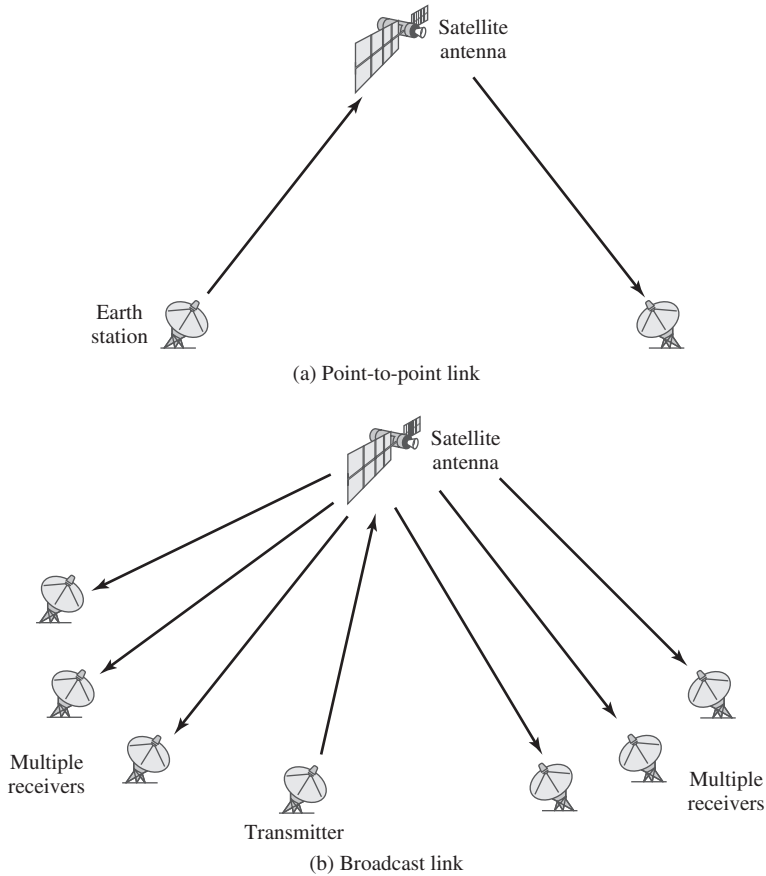 Satellite
antenna
Earth
station
(a) Point-to-point link
Satellite
antenna
Multiple
receivers
Multiple
receivers
Transmitter
(b) Broadcast link